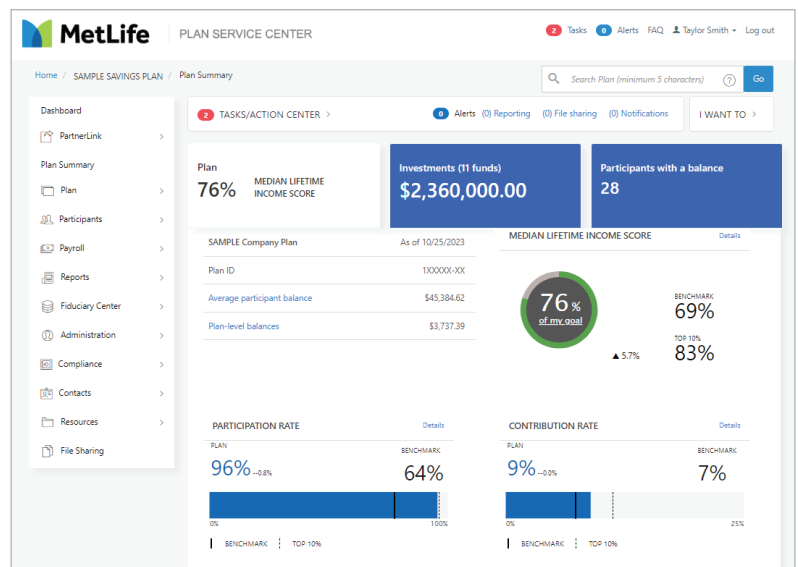 MetLife PLAN SERVICE CENTER
2 Tasks 0 Alerts FAQ Taylor Smith Log out
Home / SAMPLE SAVINGS PLAN / Plan Summary
Search Plan (minimum 5 characters) ? Go
Dashboard
PartnerLink
Plan Summary
Plan
Participants
Payroll
Reports
Fiduciary Center
Administration
Compliance
Contacts
Resources
File Sharing
2 TASKS/ACTION CENTER >
0 Alerts (0) Reporting (0) File sharing (0) Notifications
I WANT TO >
Plan
76% MEDIAN LIFETIME
INCOME SCORE
Investments (11 funds)
$2,360,000.00
Participants with a balance
28
SAMPLE Company Plan As of 10/25/2023
Plan ID 1XXXXX-XX
Average participant balance $45,384.62
Plan-level balances $3,737.39
MEDIAN LIFETIME INCOME SCORE Details
76%
of my goal
▲ 5.7%
BENCHMARK
69%
TOP 10%
83%
PARTICIPATION RATE Details
PLAN
96% --0.8%
BENCHMARK
64%
0% 100%
BENCHMARK TOP 10%
CONTRIBUTION RATE Details
PLAN
9% --0.0%
BENCHMARK
7%
0% 25%
BENCHMARK TOP 10%